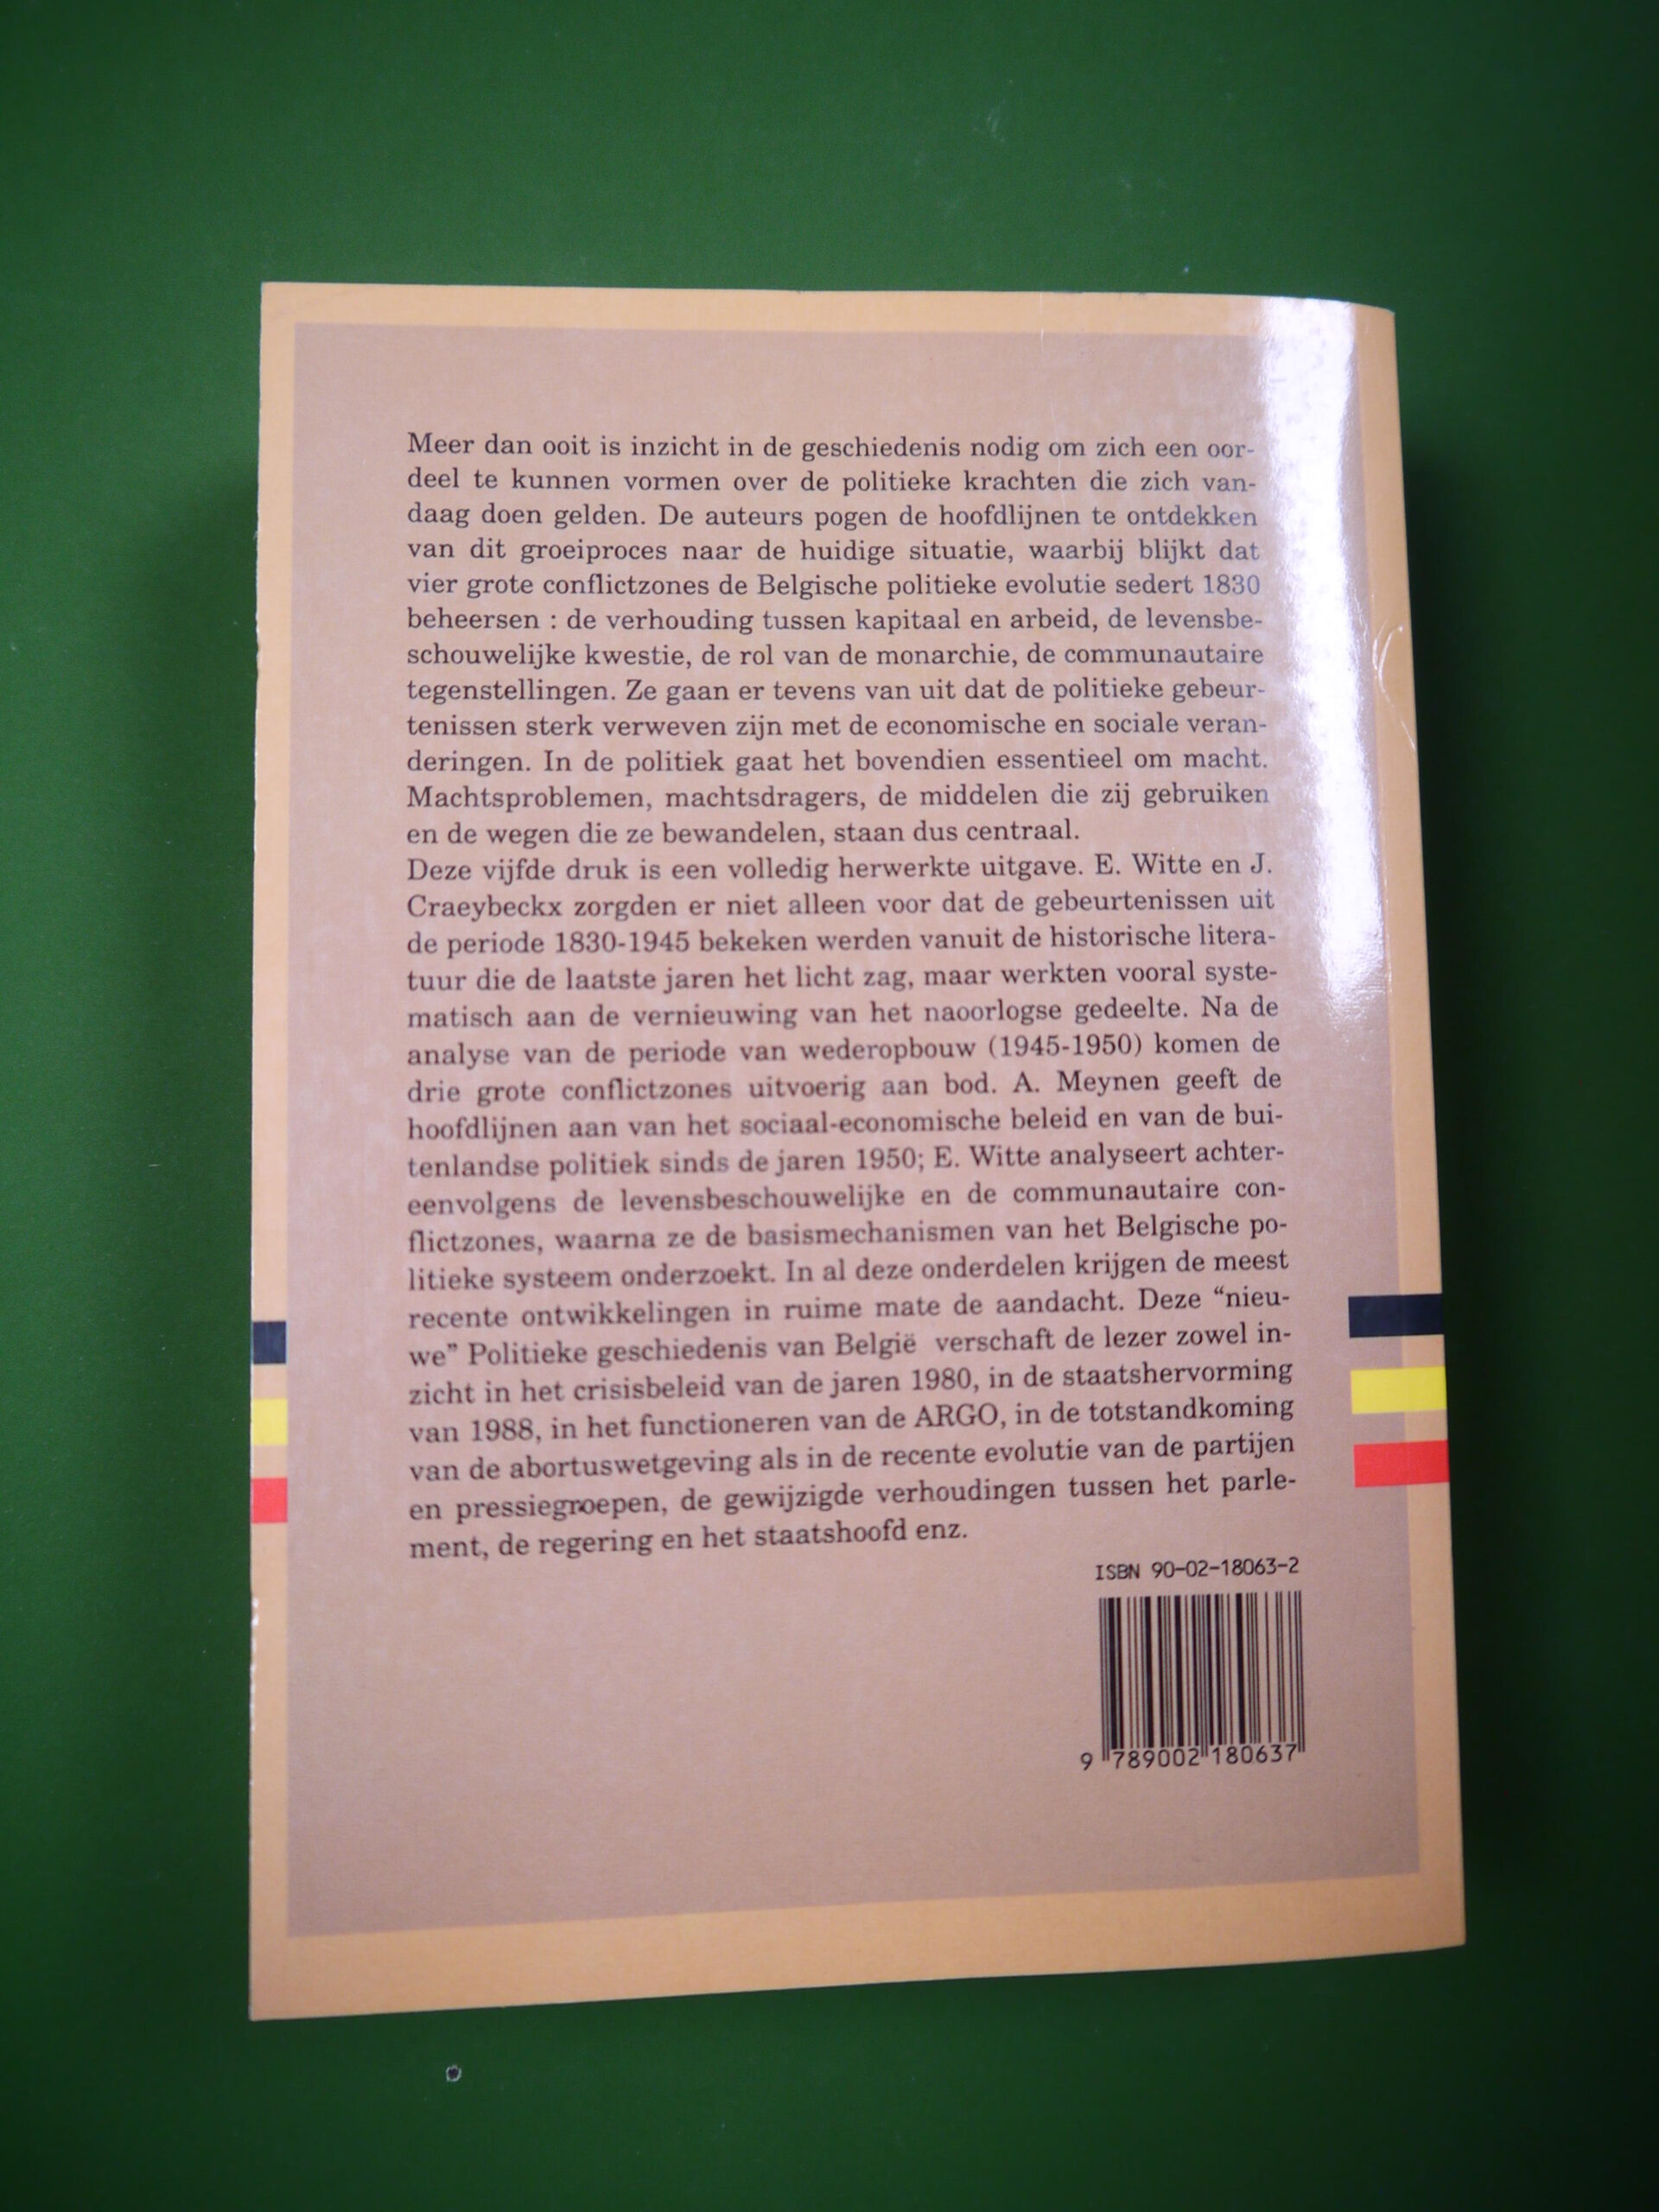 Meer dan ooit is inzicht in de geschiedenis nodig om zich een oor-
deel te kunnen vormen over de politieke krachten die zich van-
daag doen gelden. De auteurs pogen de hoofdlijnen te ontdekken
van dit groeiproces naar de huidige situatie, waarbij blijkt dat
vier grote conflictzones de Belgische politieke evolutie sedert 1830
beheersen : de verhouding tussen kapitaal en arbeid, de levensbe-
schouwelijke kwestie, de rol van de monarchie, de communautaire
tegenstellingen. Ze gaan er tevens van uit dat de politieke gebeur-
tenissen sterk verweven zijn met de economische en sociale veran-
deringen. In de politiek gaat het bovendien essentieel om macht.
Machtsproblemen, machtsdragers, de middelen die zij gebruiken
en de wegen die ze bewandelen, staan dus centraal.
Deze vijfde druk is een volledig herwerkte uitgave. E. Witte en J.
Craeybeckx zorgden er niet alleen voor dat de gebeurtenissen uit
de periode 1830-1945 bekeken werden vanuit de historische litera-
tuur die de laatste jaren het licht zag, maar werkten vooral syste-
matisch aan de vernieuwing van het naoorlogse gedeelte. Na de
analyse van de periode van wederopbouw (1945-1950) komen de
drie grote conflictzones uitvoerig aan bod. A. Meynen geeft de
hoofdlijnen aan van het sociaal-economische beleid en van de bui-
tenlandse politiek sinds de jaren 1950; E. Witte analyseert achter-
eenvolgens de levensbeschouwelijke en de communautaire con-
flictzones, waarna ze de basismechanismen van het Belgische po-
litieke systeem onderzoekt. In al deze onderdelen krijgen de meest
recente ontwikkelingen in ruime mate de aandacht. Deze “nieu-
we” Politieke geschiedenis van België verschaft de lezer zowel in-
zicht in het crisisbeleid van de jaren 1980, in de staatshervorming
van 1988, in het functioneren van de ARGO, in de totstandkoming
van de abortuswetgeving als in de recente evolutie van de partijen
en pressiegroepen, de gewijzigde verhoudingen tussen het parle-
ment, de regering en het staatshoofd enz.
ISBN 90-02-18063-2
9 789002 180637